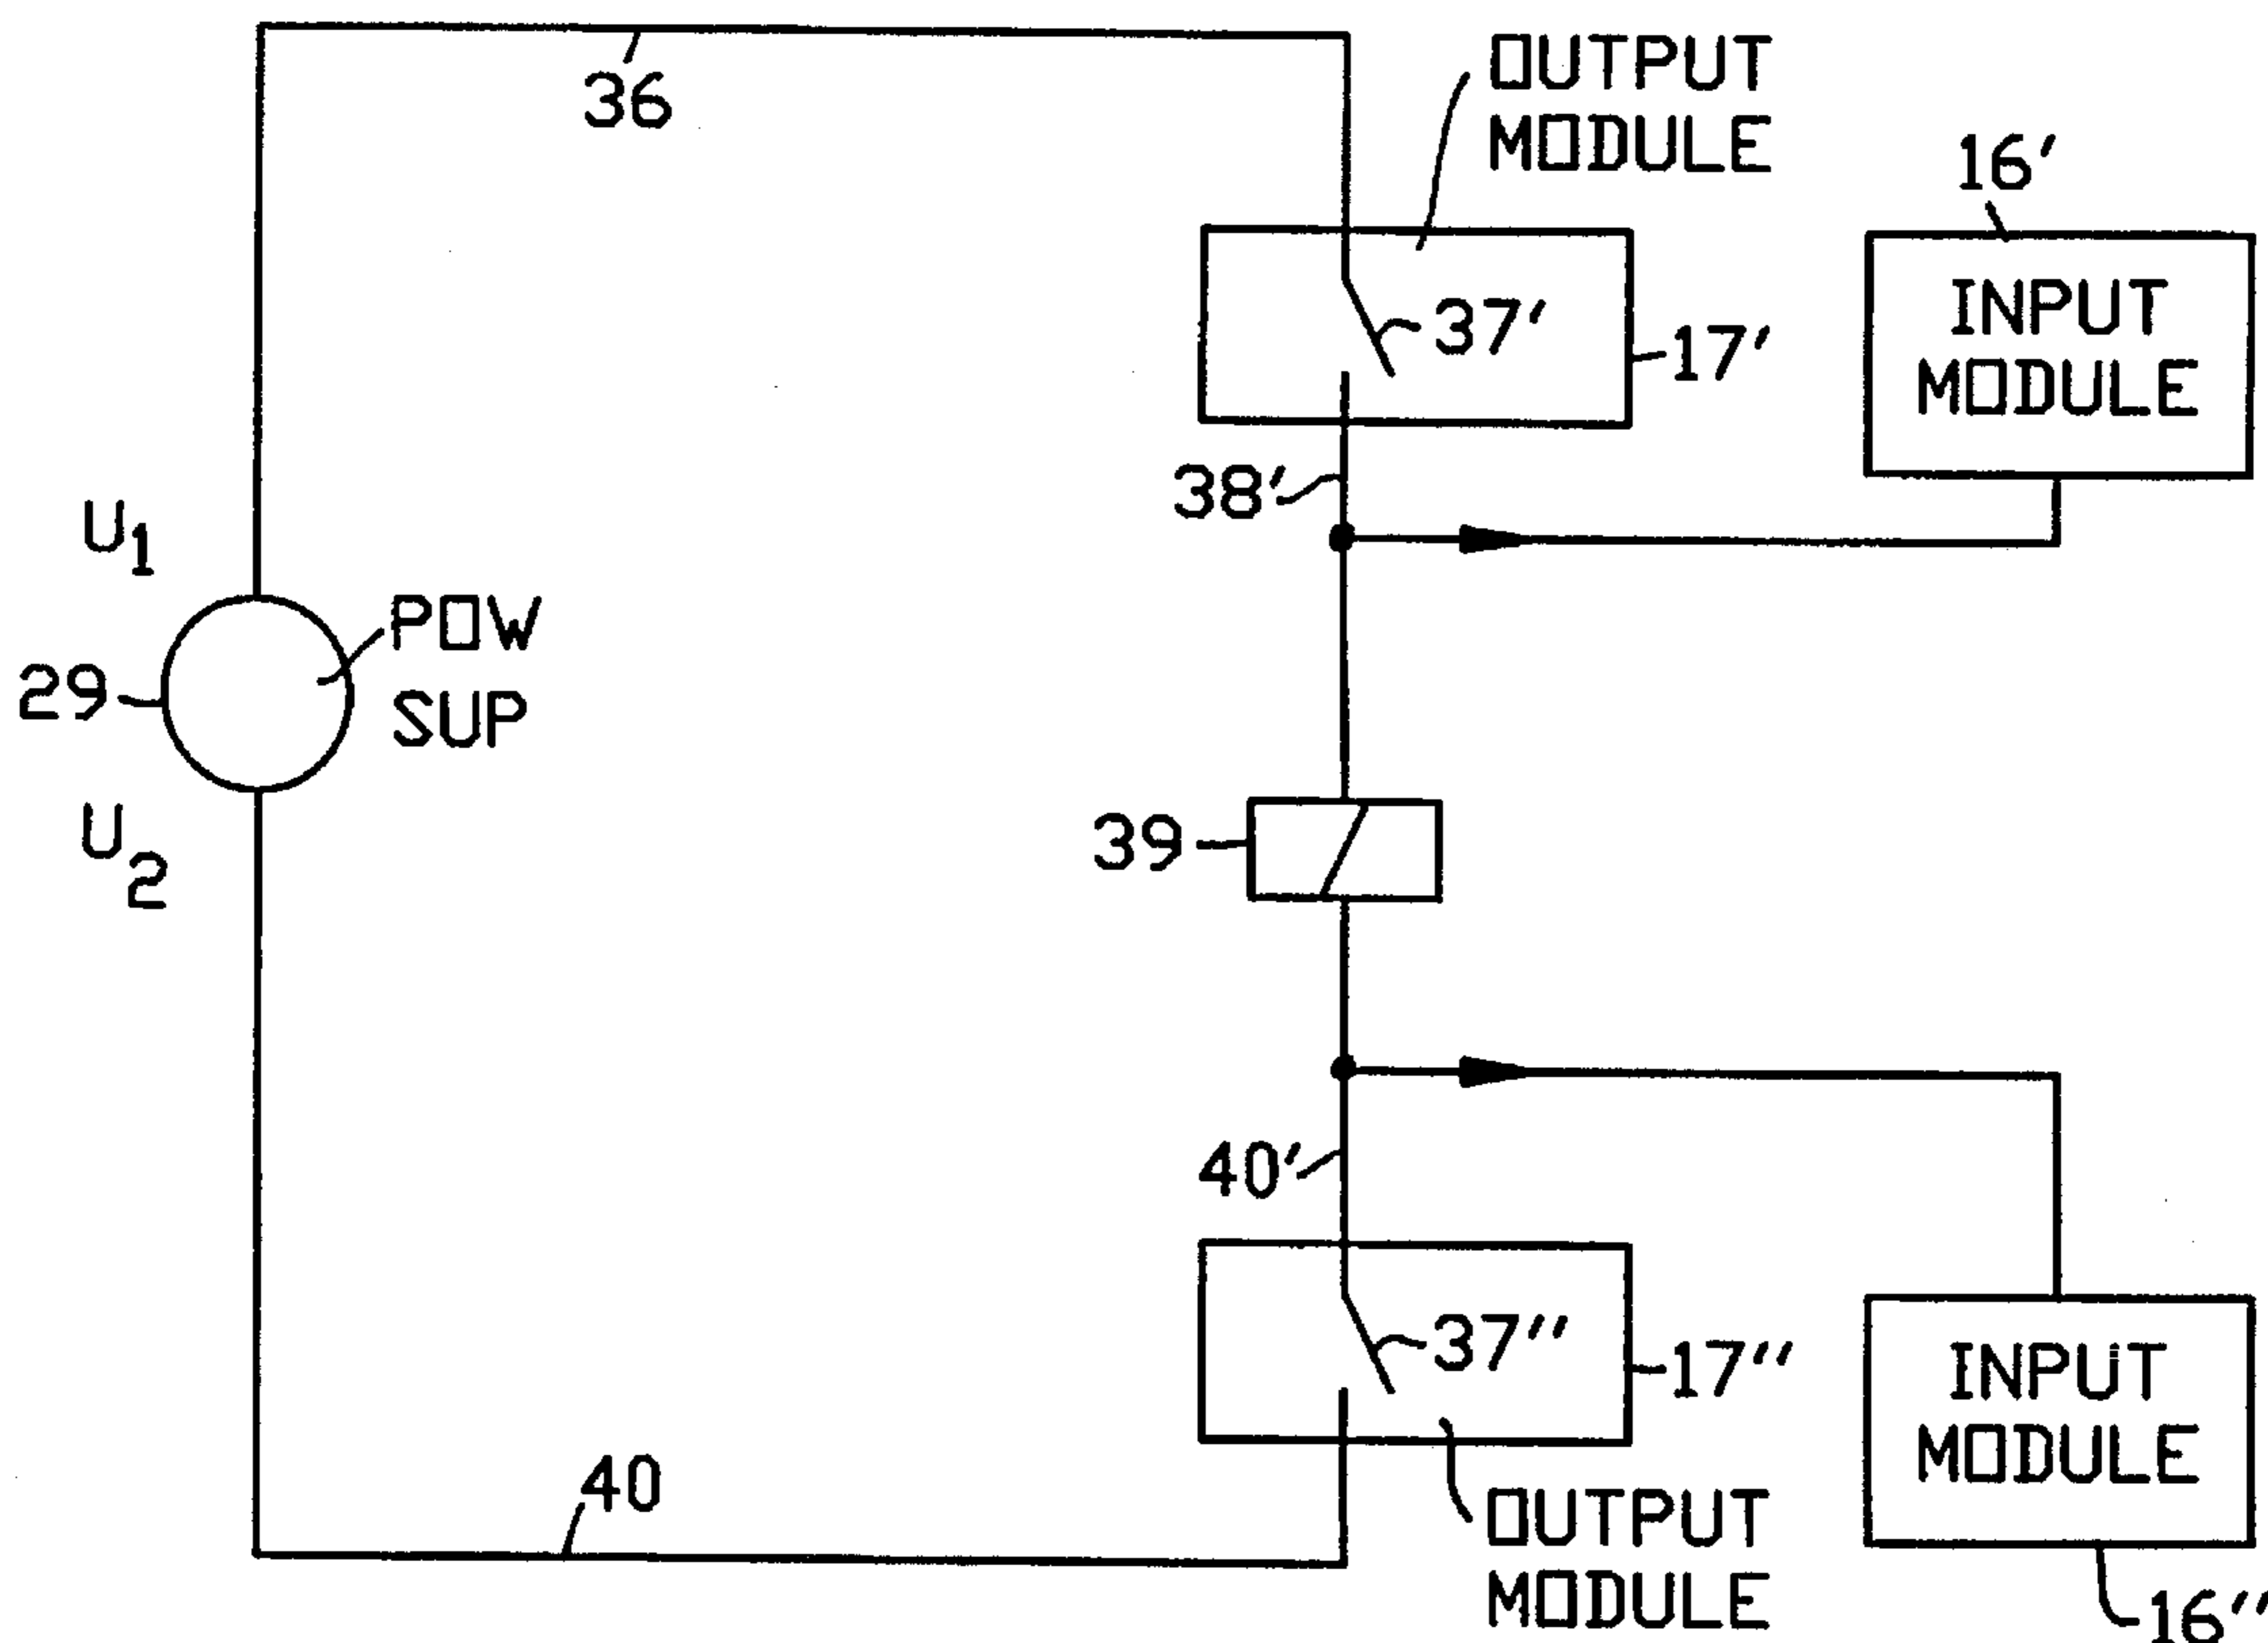 36
OUTPUT
MODULE
16′
INPUT
MODULE
37′
17′
38′
U1
POW
SUP
29
U2
39
40′
37″
17″
INPUT
MODULE
40
OUTPUT
MODULE
16″